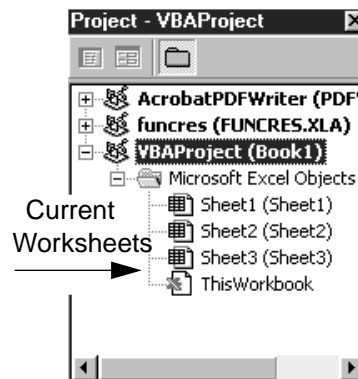 Project - VBAProject
AcrobatPDFWriter (PDF
funcres (FUNCRES.XLA)
VBAProject (Book1)
Microsoft Excel Objects
Sheet1 (Sheet1)
Sheet2 (Sheet2)
Sheet3 (Sheet3)
ThisWorkbook
Current
Worksheets